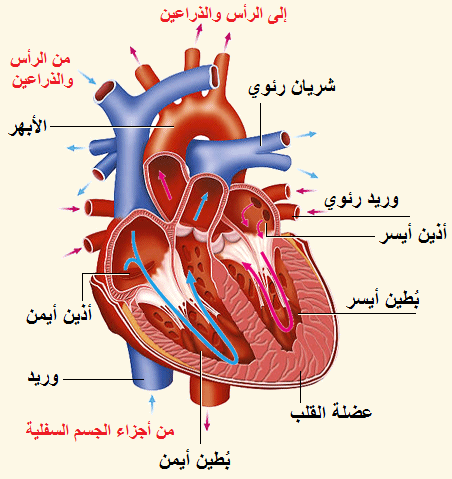 إلى الرأس والذراعين
من الرأس
والذراعين
شريان رئوي
الأبهر
وريد رئوي
أذين أيسر
أذين أيمن
بُطين أيسر
وريد
عضلة القلب
من أجزاء الجسم السفلية
بُطين أيمن